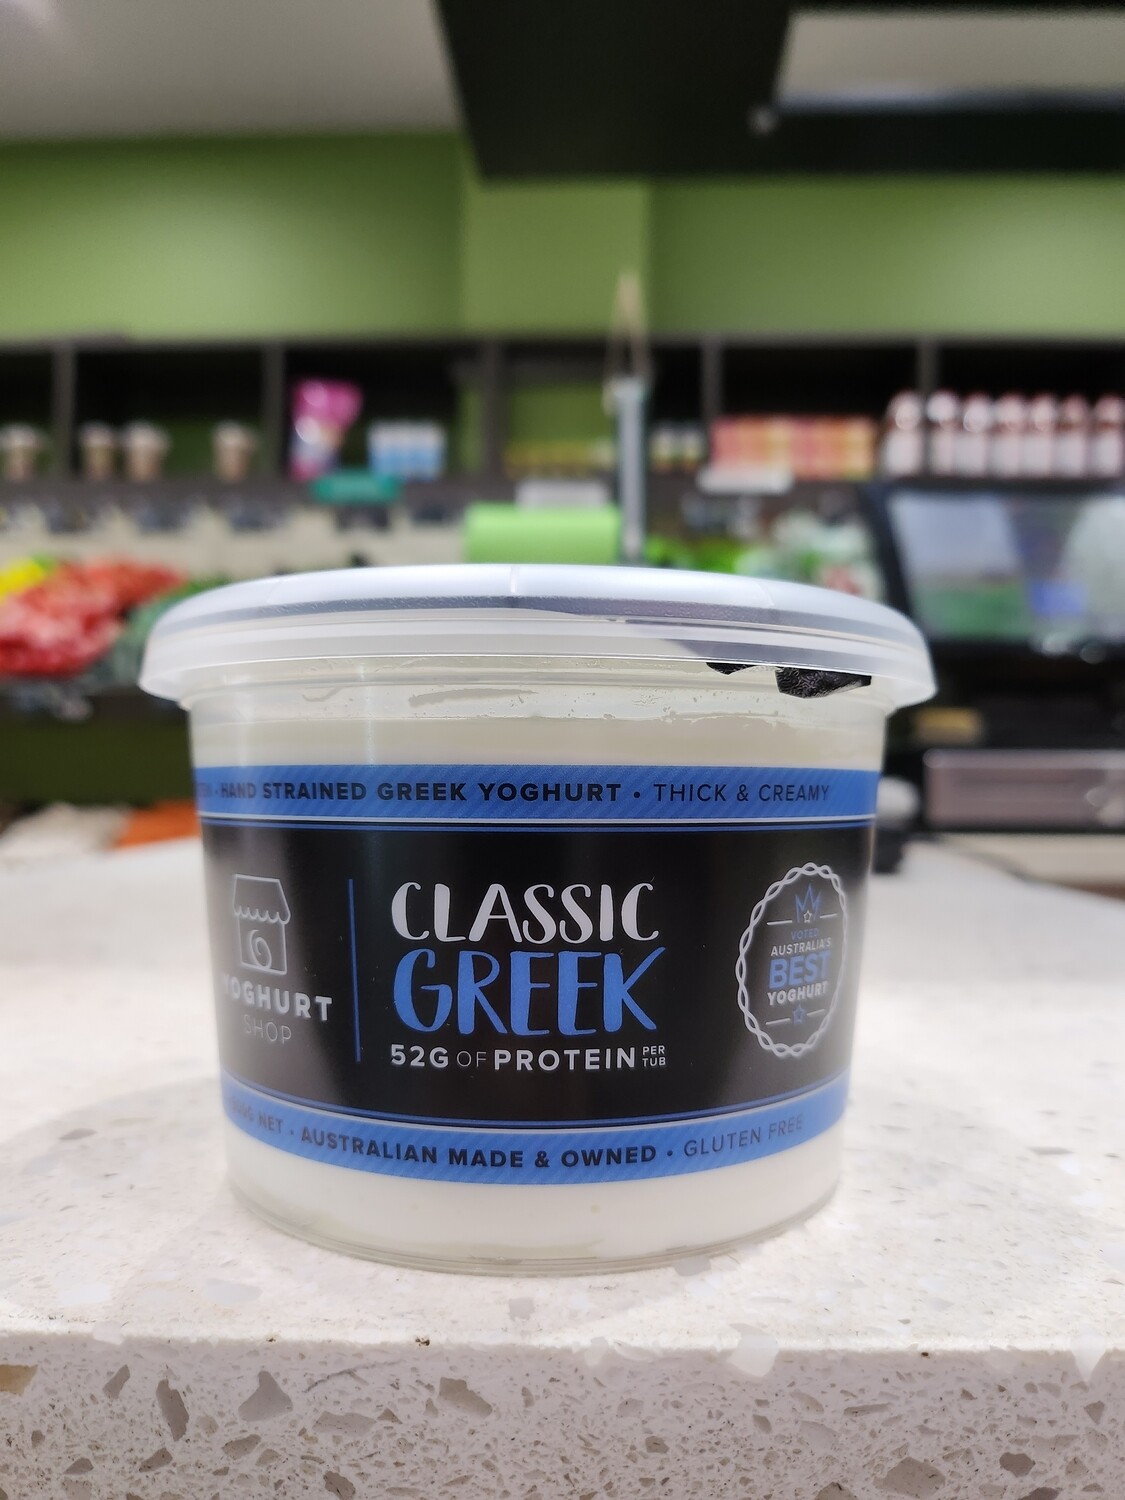 HAND STRAINED GREEK YOGHURT • THICK & CREAMY
YOGHURT
SHOP
CLASSIC
GREEK
52G OF PROTEIN PER TUB
VOTED
AUSTRALIA'S
BEST
YOGHURT
NET • AUSTRALIAN MADE & OWNED • GLUTEN FREE